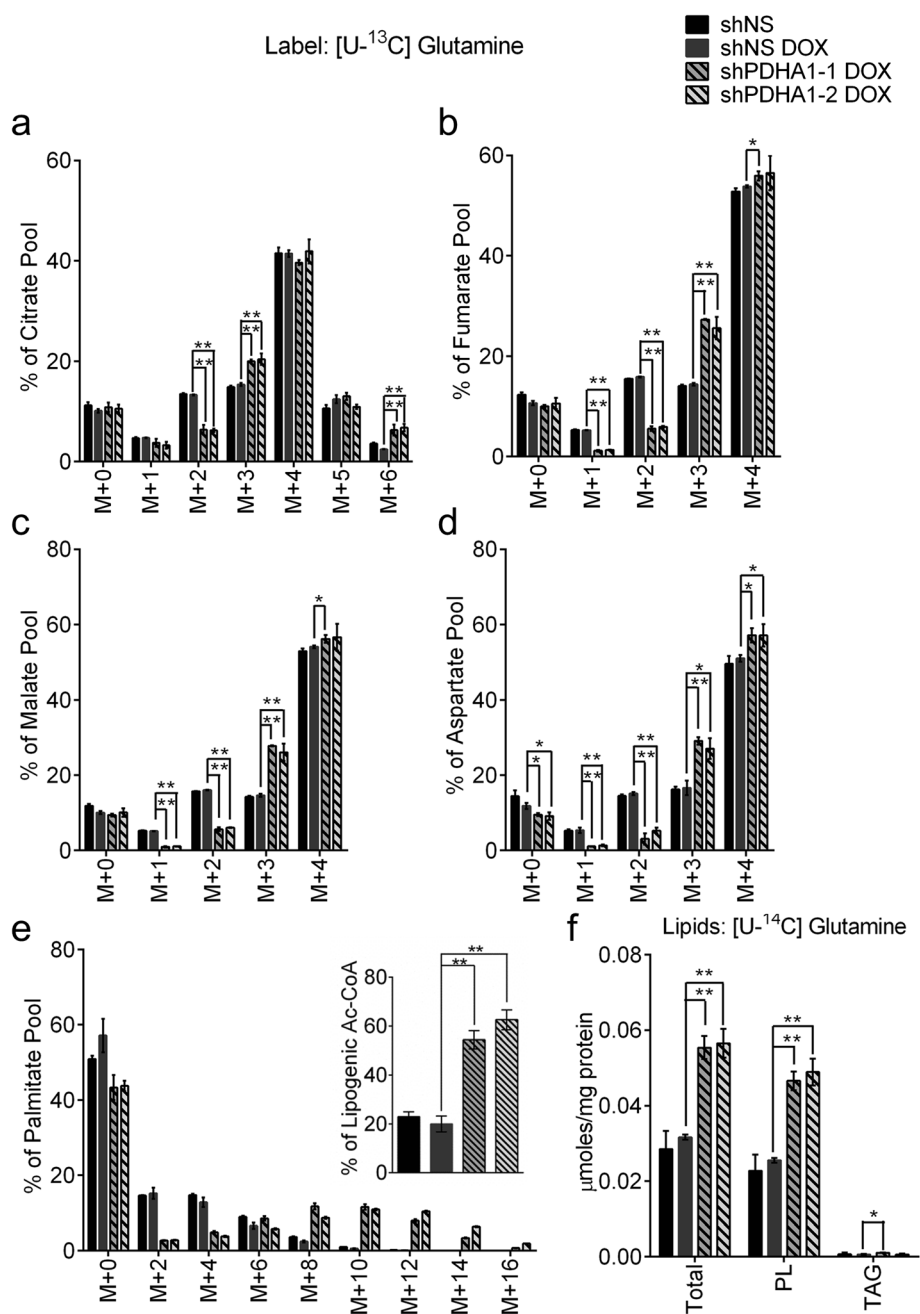 Label: [U-¹³C] Glutamine
shNS
shNS DOX
shPDHA1-1 DOX
shPDHA1-2 DOX
a
% of Citrate Pool
60
40
20
0
** ** ** ** ** **
M+0 M+1 M+2 M+3 M+4 M+5 M+6
b
% of Fumarate Pool
60
40
20
0
** ** ** ** ** ** *
M+0 M+1 M+2 M+3 M+4
c
% of Malate Pool
80
60
40
20
0
** ** ** ** ** ** *
M+0 M+1 M+2 M+3 M+4
d
% of Aspartate Pool
80
60
40
20
0
* * ** ** ** ** * ** * *
M+0 M+1 M+2 M+3 M+4
e
% of Palmitate Pool
80
60
40
20
0
M+0 M+2 M+4 M+6 M+8 M+10 M+12 M+14 M+16
% of Lipogenic Ac-CoA
80
60
40
20
0
** **
f
Lipids: [U-¹⁴C] Glutamine
μmoles/mg protein
0.08
0.06
0.04
0.02
0.00
** ** ** ** *
Total PL TAG